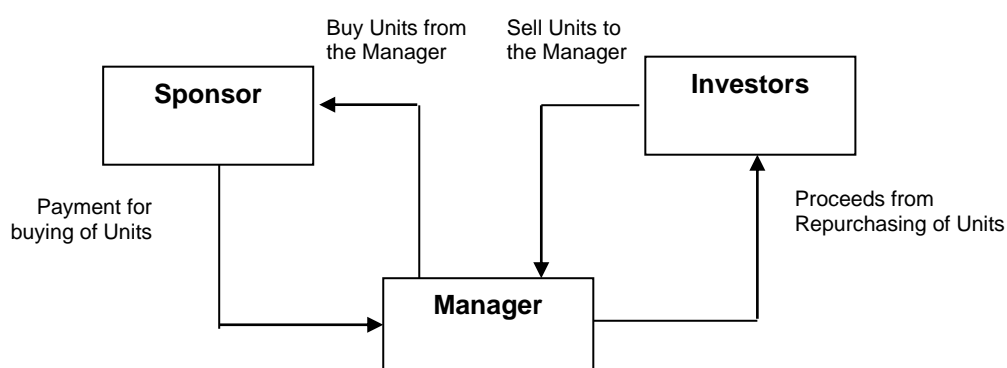 Buy Units from
the Manager
Sell Units to
the Manager
Sponsor
Investors
Payment for
buying of Units
Proceeds from
Repurchasing of Units
Manager